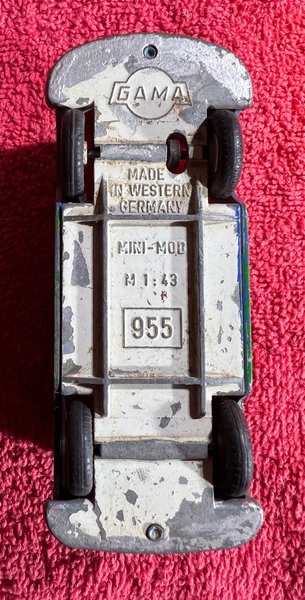 GAMA
MADE
IN WESTERN
GERMANY
MINI-MOD
M 1:43
955